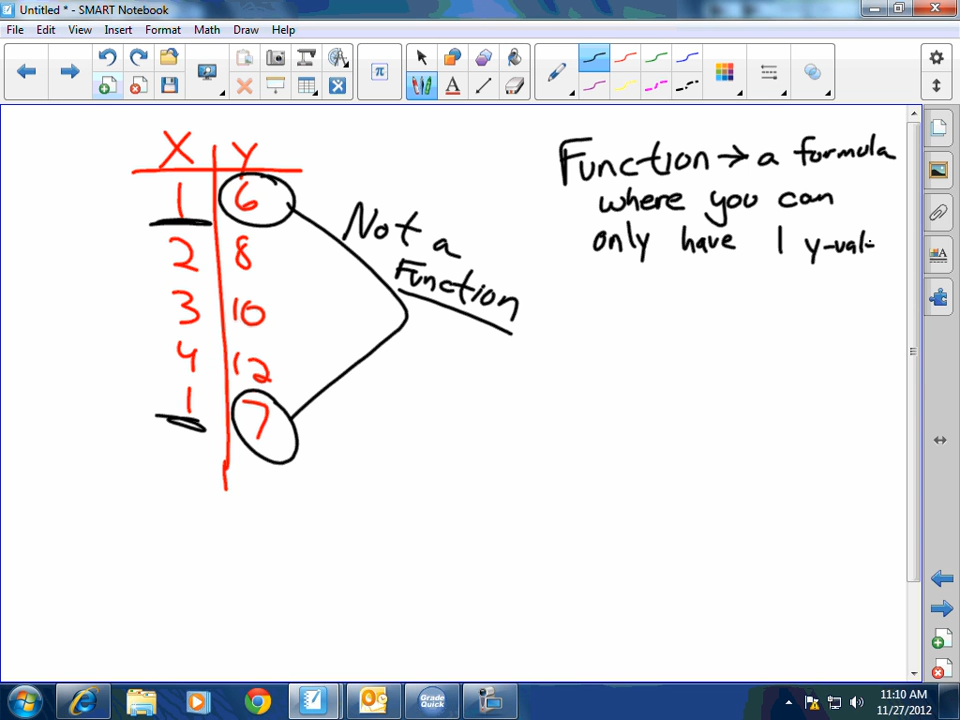 Untitled * - SMART Notebook
File Edit View Insert Format Math Draw Help
X Y
1 6
2 8
3 10
4 12
1 7
Not a
Function
Function → a formula
where you can
only have 1 y-val
Grade
Quick
11:10 AM
11/27/2012